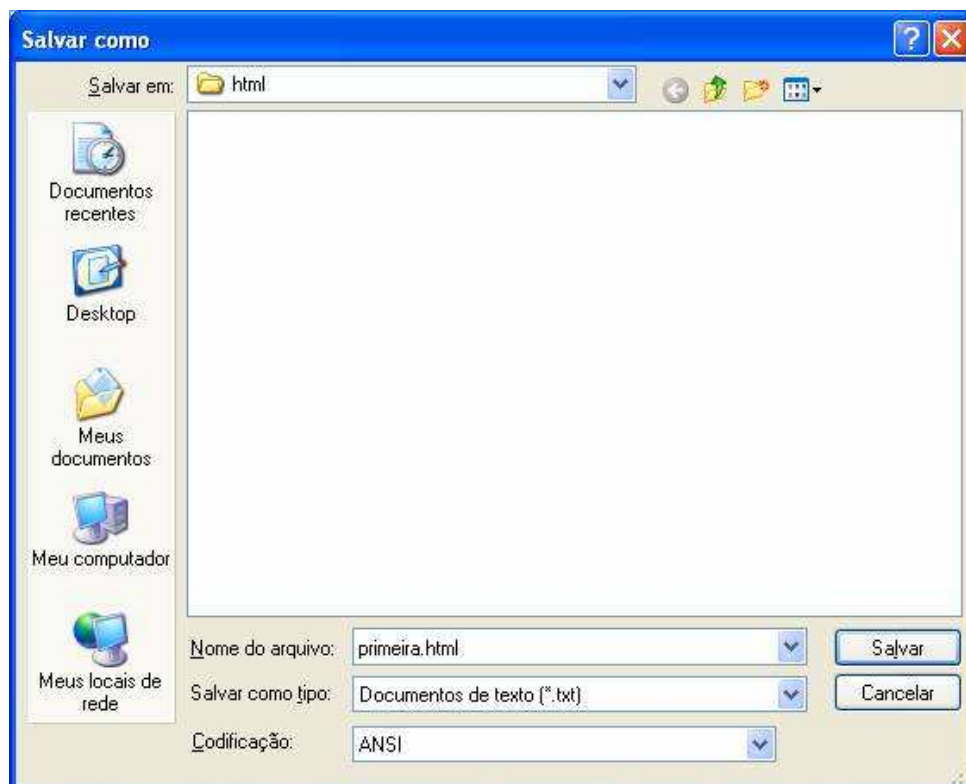 Salvar como
Salvar em:
html
Documentos
recentes
Desktop
Meus
documentos
Meu computador
Meus locais de
rede
Nome do arquivo:
primeira.html
Salvar
Salvar como tipo:
Documentos de texto (*.txt)
Cancelar
Codificação:
ANSI